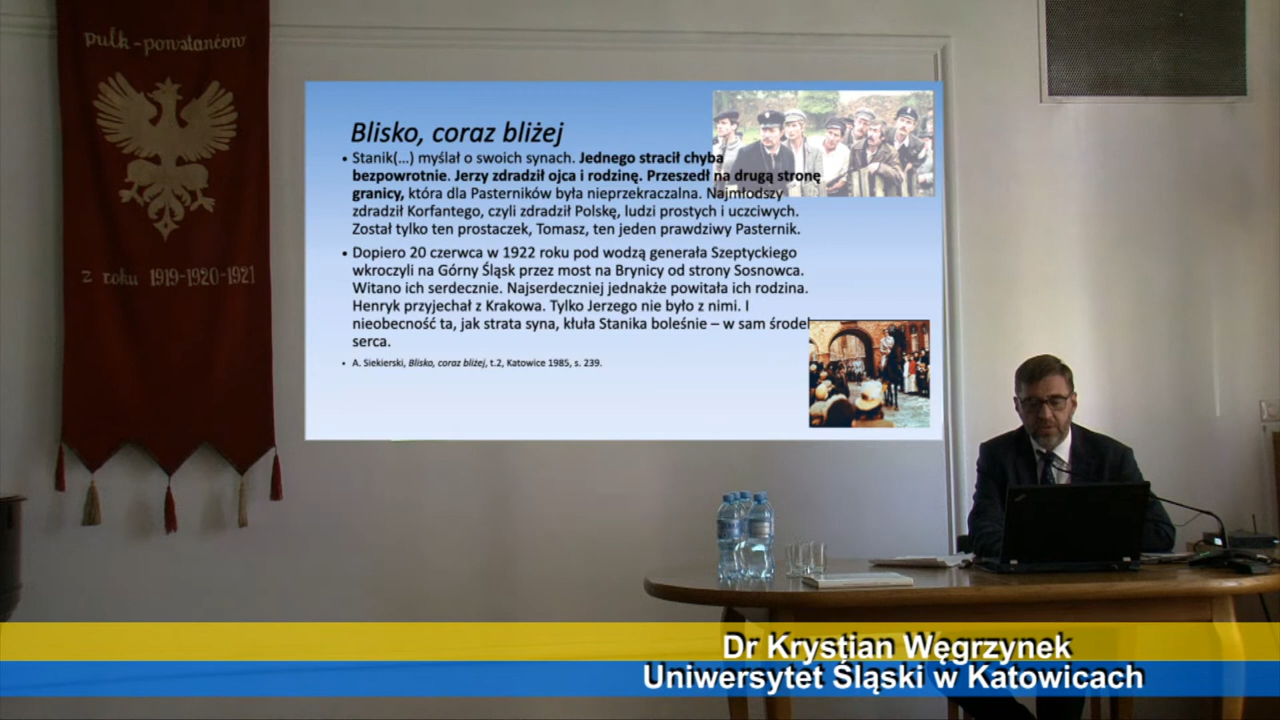 pułk-powstańców
z roku 1919-1920-1921
Blisko, coraz bliżej
• Stanik(...) myślał o swoich synach. Jednego stracił chyba
bezpowrotnie. Jerzy zdradził ojca i rodzinę. Przeszedł na drugą stronę
granicy, która dla Pasterników była nieprzekraczalna. Najmłodszy
zdradził Korfantego, czyli zdradził Polskę, ludzi prostych i uczciwych.
Został tylko ten prostaczek, Tomasz, ten jeden prawdziwy Pasternik.
• Dopiero 20 czerwca w 1922 roku pod wodzą generała Szeptyckiego
wkroczyli na Górny Śląsk przez most na Brynicy od strony Sosnowca.
Witano ich serdecznie. Najserdeczniej jednakże powitała ich rodzina.
Henryk przyjechał z Krakowa. Tylko Jerzego nie było z nimi. I
nieobecność ta, jak strata syna, kłuła Stanika boleśnie – w sam środek
serca.
• A. Siekierski, Blisko, coraz bliżej, t.2, Katowice 1985, s. 239.
Dr Krystian Węgrzynek
Uniwersytet Śląski w Katowicach